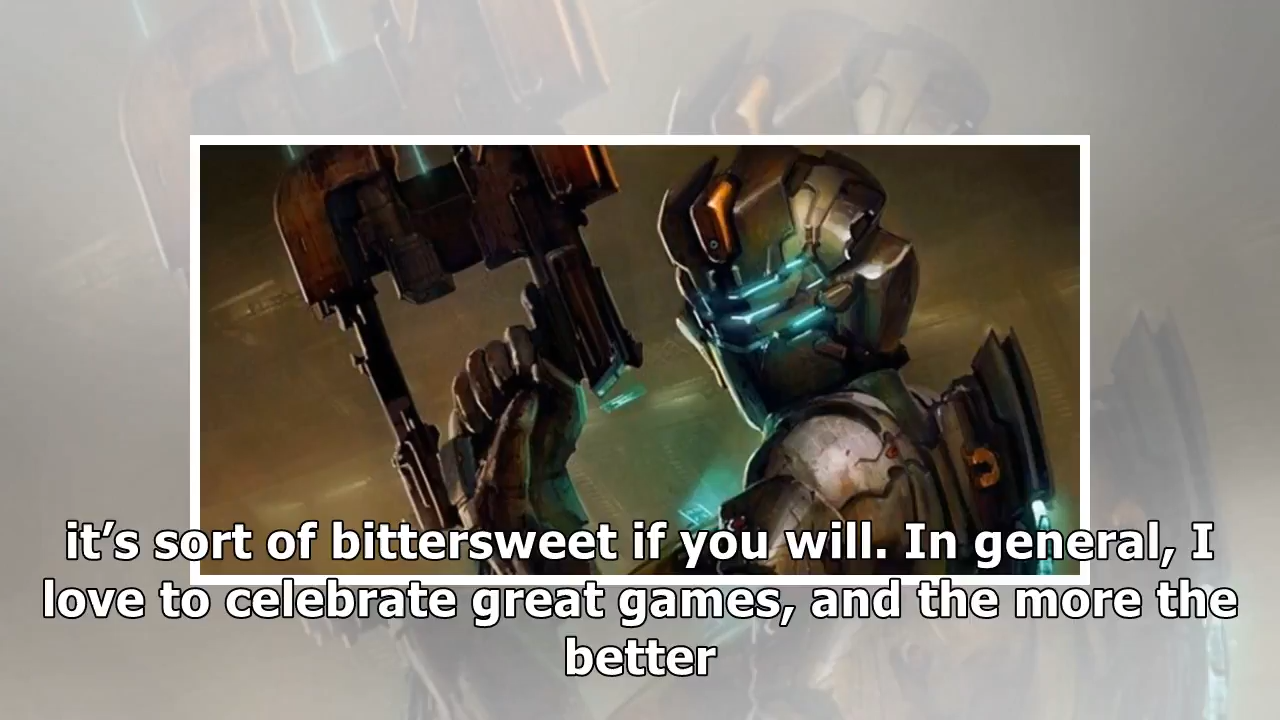 it’s sort of bittersweet if you will. In general, I
love to celebrate great games, and the more the
better